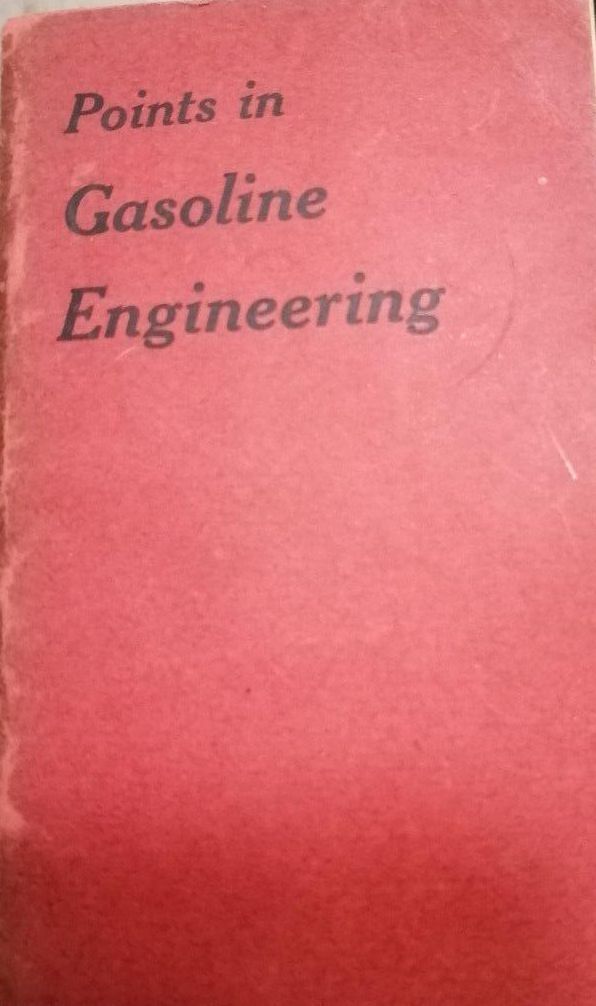 Points in
Gasoline
Engineering